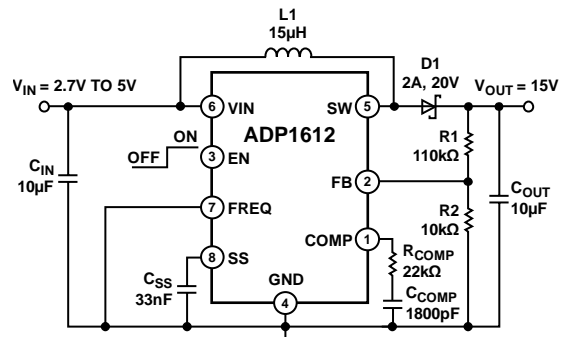 L1
15µH
D1
2A, 20V
V_IN = 2.7V TO 5V
V_OUT = 15V
6 VIN
SW 5
ADP1612
R1
110kΩ
ON
OFF
3 EN
C_IN
10µF
FB 2
C_OUT
10µF
R2
10kΩ
7 FREQ
COMP 1
8 SS
R_COMP
22kΩ
C_SS
33nF
GND
4
C_COMP
1800pF